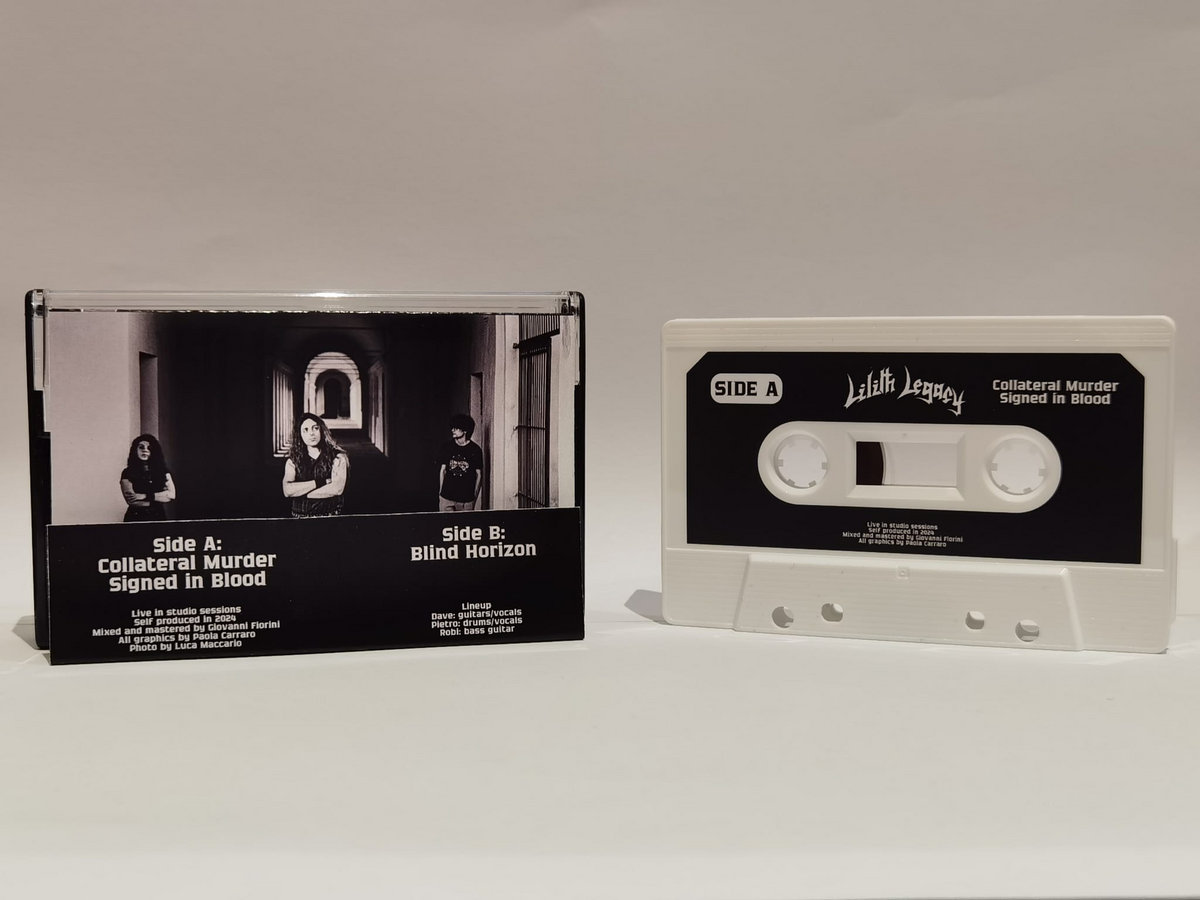 Side A:
Collateral Murder
Signed in Blood
Live in studio sessions
Self produced in 2024
Mixed and mastered by Giovanni Fiorini
All graphics by Paola Carraro
Photo by Luca Maccario
Side B:
Blind Horizon
Lineup
Dave: guitars/vocals
Pietro: drums/vocals
Robi: bass guitar
SIDE A
Lilith Legacy
Collateral Murder
Signed in Blood
Live in studio sessions
Self produced in 2024
Mixed and mastered by Giovanni Fiorini
All graphics by Paola Carraro